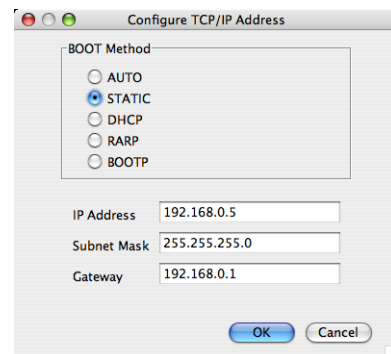 Configure TCP/IP Address
BOOT Method
AUTO
STATIC
DHCP
RARP
BOOTP
IP Address 192.168.0.5
Subnet Mask 255.255.255.0
Gateway 192.168.0.1
OK Cancel